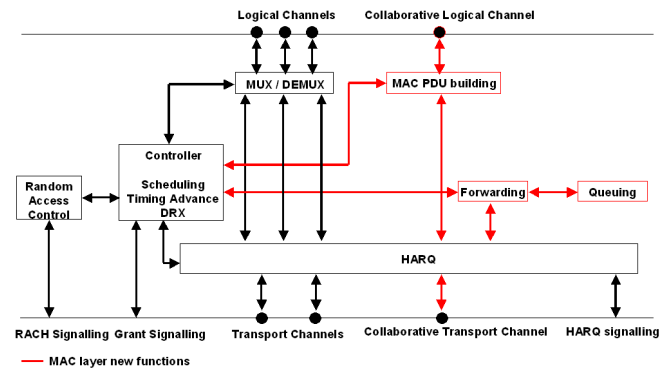 Logical Channels
Collaborative Logical Channel
MUX / DEMUX
MAC PDU building
Controller
Scheduling
Timing Advance
DRX
Random
Access
Control
Forwarding
Queuing
HARQ
RACH Signalling
Grant Signalling
Transport Channels
Collaborative Transport Channel
HARQ signalling
MAC layer new functions